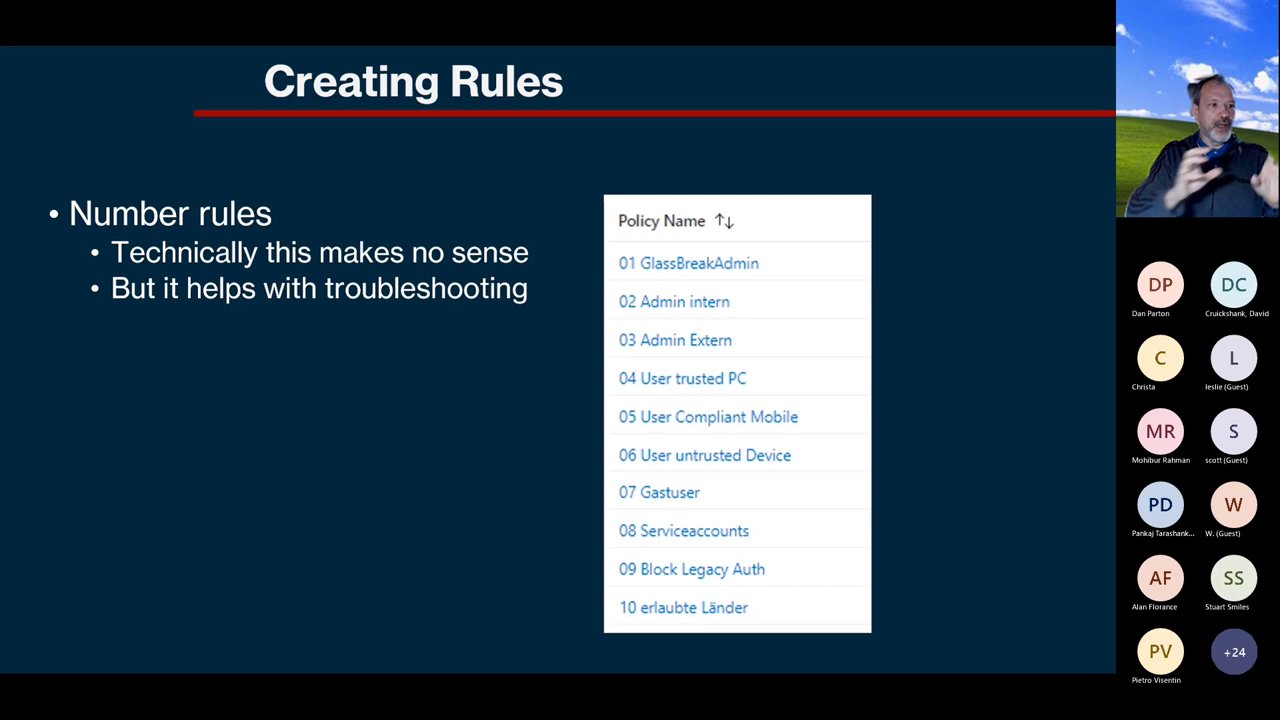 Creating Rules
• Number rules
• Technically this makes no sense
• But it helps with troubleshooting
Policy Name ↑↓
01 GlassBreakAdmin
02 Admin intern
03 Admin Extern
04 User trusted PC
05 User Compliant Mobile
06 User untrusted Device
07 Gastuser
08 Serviceaccounts
09 Block Legacy Auth
10 erlaubte Länder
DP
Dan Parton
DC
Cruickshank, David
C
Christa
L
leslie (Guest)
MR
Mohibur Rahman
S
scott (Guest)
PD
Pankaj Tarashank...
W
W. (Guest)
AF
Alan Florance
SS
Stuart Smiles
PV
Pietro Visentin
+24